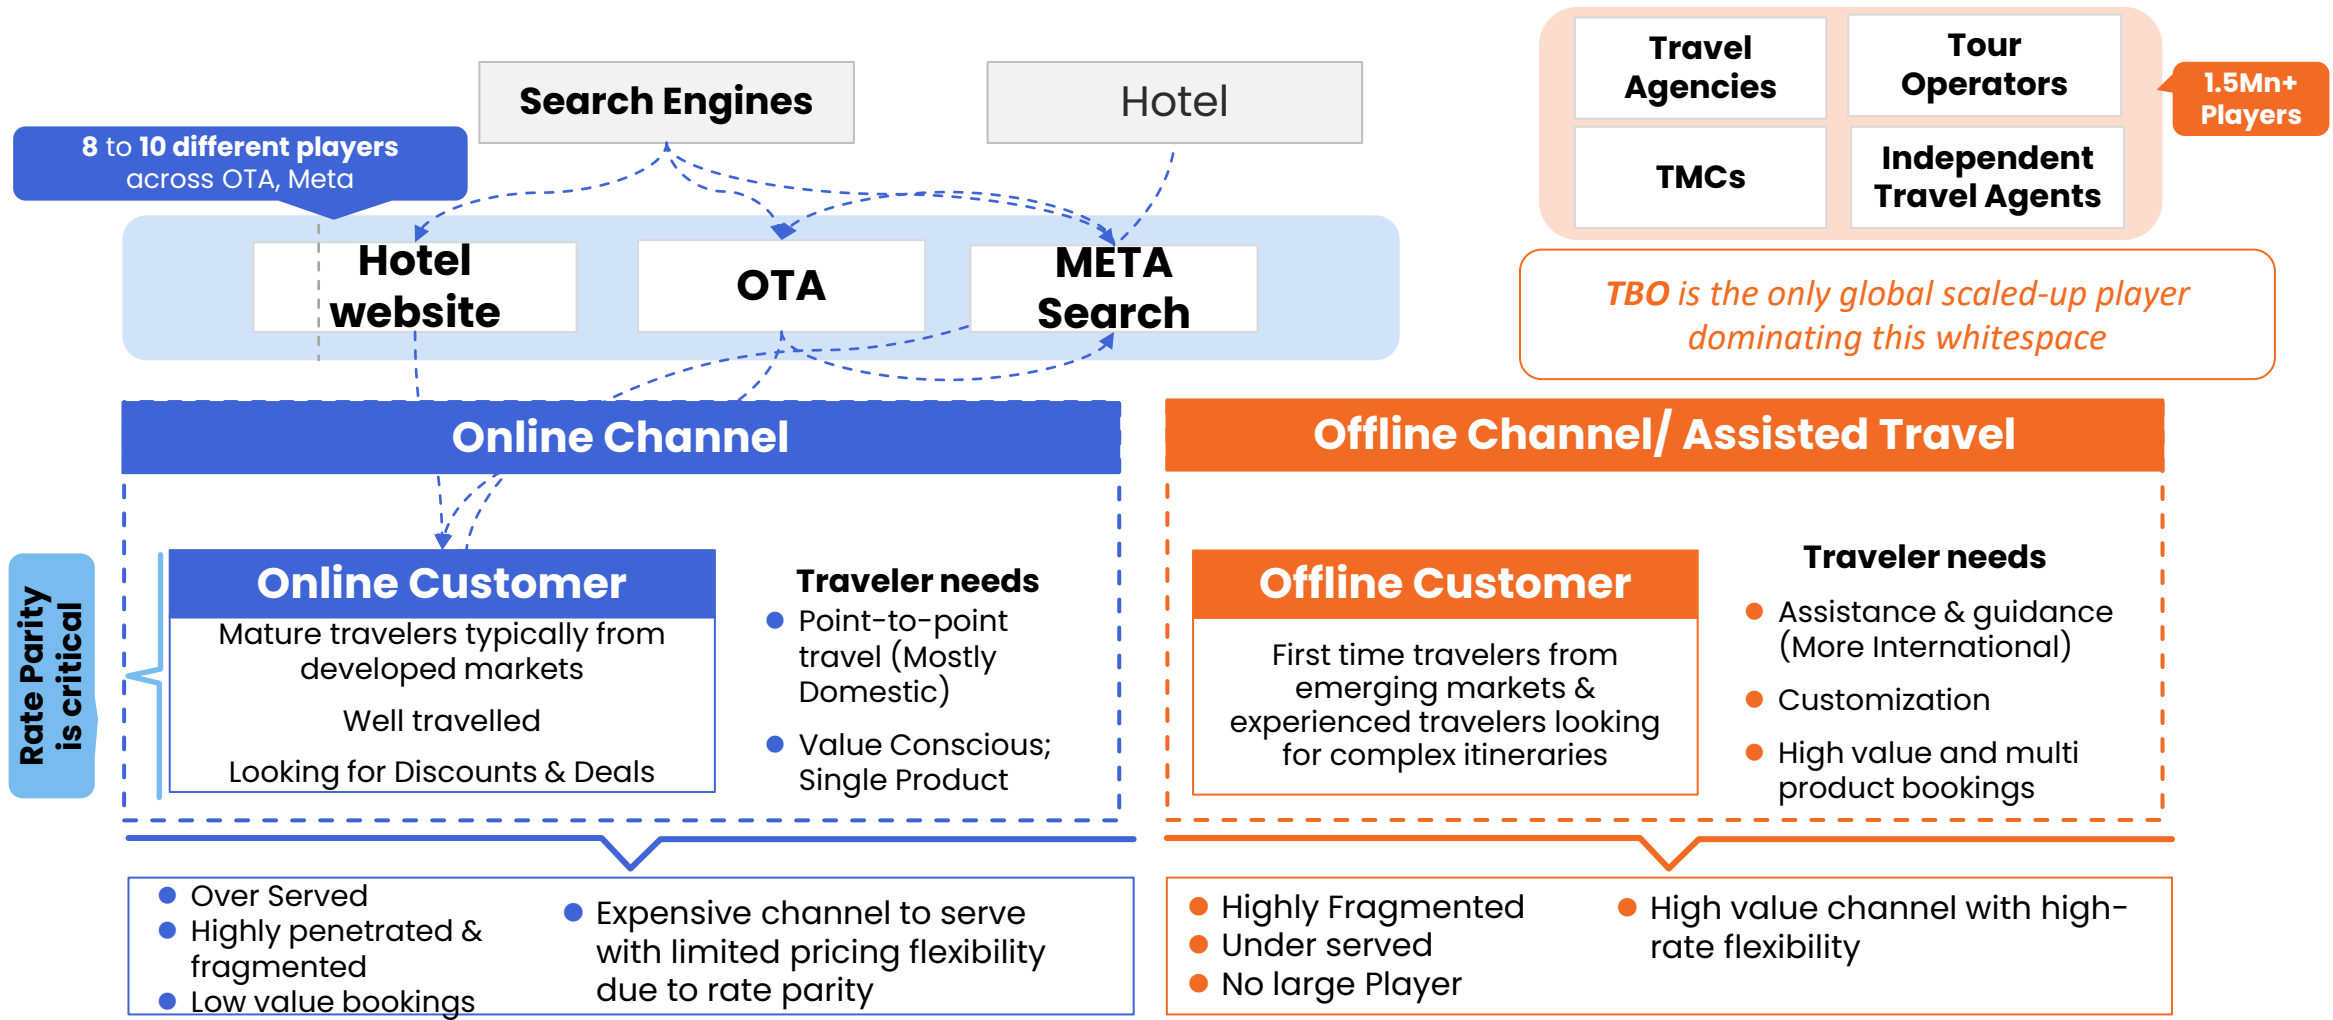 Search Engines
Hotel
8 to 10 different players
across OTA, Meta
Hotel
website
OTA
META
Search
Travel
Agencies
Tour
Operators
TMCs
Independent
Travel Agents
1.5Mn+
Players
TBO is the only global scaled-up player
dominating this whitespace
Online Channel
Rate Parity
is critical
Online Customer
Mature travelers typically from
developed markets
Well travelled
Looking for Discounts & Deals
Traveler needs
Point-to-point
travel (Mostly
Domestic)
Value Conscious;
Single Product
Over Served
Highly penetrated &
fragmented
Low value bookings
Expensive channel to serve
with limited pricing flexibility
due to rate parity
Offline Channel/ Assisted Travel
Offline Customer
First time travelers from
emerging markets &
experienced travelers looking
for complex itineraries
Traveler needs
Assistance & guidance
(More International)
Customization
High value and multi
product bookings
Highly Fragmented
Under served
No large Player
High value channel with high-
rate flexibility